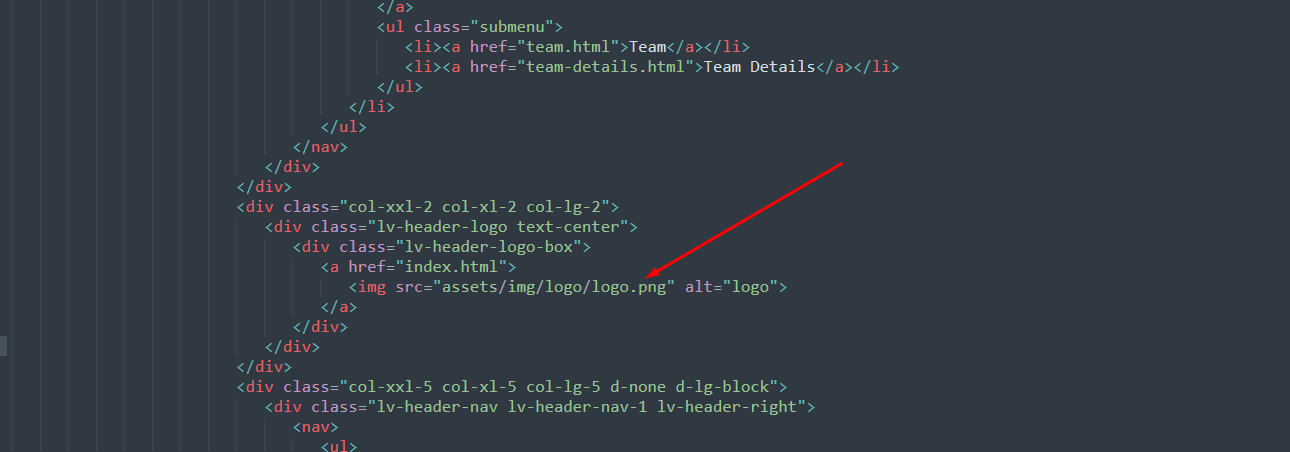 </a>
<ul class="submenu">
<li><a href="team.html">Team</a></li>
<li><a href="team-details.html">Team Details</a></li>
</ul>
</li>
</ul>
</nav>
</div>
</div>
<div class="col-xxl-2 col-xl-2 col-lg-2">
<div class="lv-header-logo text-center">
<div class="lv-header-logo-box">
<a href="index.html">
<img src="assets/img/logo/logo.png" alt="logo">
</a>
</div>
</div>
</div>
<div class="col-xxl-5 col-xl-5 col-lg-5 d-none d-lg-block">
<div class="lv-header-nav lv-header-nav-1 lv-header-right">
<nav>
<ul>